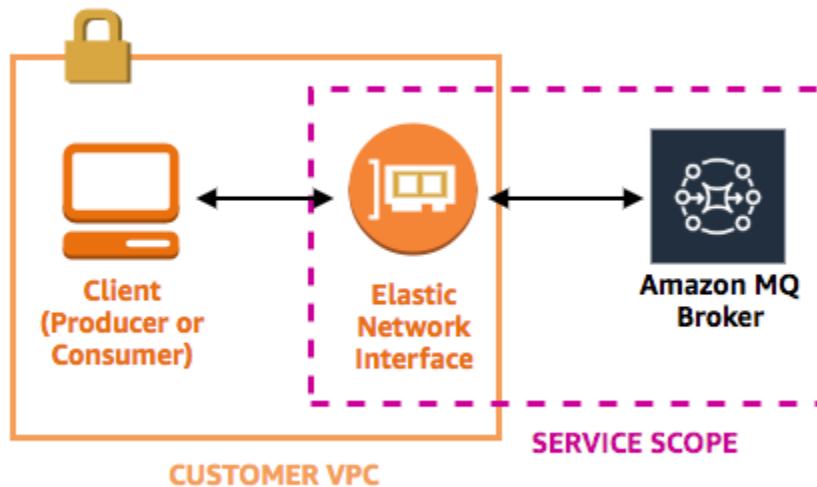 Client
(Producer or
Consumer)
Elastic
Network
Interface
Amazon MQ
Broker
SERVICE SCOPE
CUSTOMER VPC